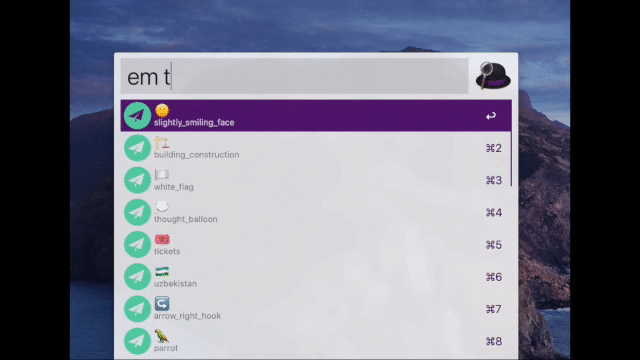 em t
slightly_smiling_face
building_construction
⌘2
white_flag
⌘3
thought_balloon
⌘4
tickets
⌘5
uzbekistan
⌘6
arrow_right_hook
⌘7
parrot
⌘8